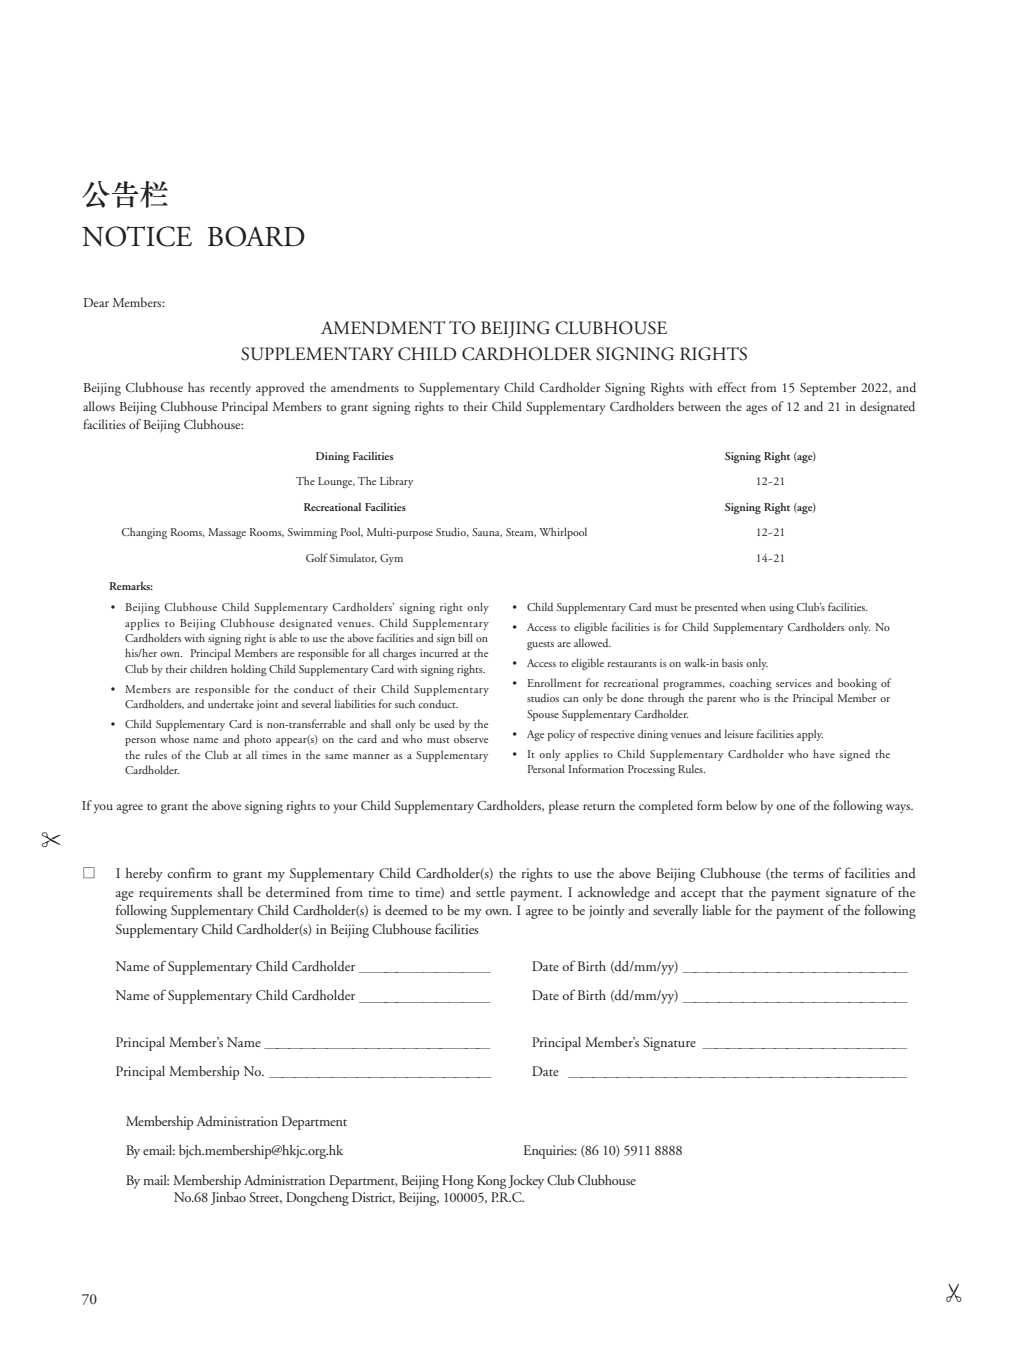 公告栏
NOTICE BOARD
Dear Members:
AMENDMENT TO BEIJING CLUBHOUSE
SUPPLEMENTARY CHILD CARDHOLDER SIGNING RIGHTS
Beijing Clubhouse has recently approved the amendments to Supplementary Child Cardholder Signing Rights with effect from 15 September 2022, and
allows Beijing Clubhouse Principal Members to grant signing rights to their Child Supplementary Cardholders between the ages of 12 and 21 in designated
facilities of Beijing Clubhouse:
Dining Facilities Signing Right (age)
The Lounge, The Library 12-21
Recreational Facilities Signing Right (age)
Changing Rooms, Massage Rooms, Swimming Pool, Multi-purpose Studio, Sauna, Steam, Whirlpool 12-21
Golf Simulator, Gym 14-21
Remarks:
• Beijing Clubhouse Child Supplementary Cardholders' signing right only
applies to Beijing Clubhouse designated venues. Child Supplementary
Cardholders with signing right is able to use the above facilities and sign bill on
his/her own. Principal Members are responsible for all charges incurred at the
Club by their children holding Child Supplementary Card with signing rights.
• Members are responsible for the conduct of their Child Supplementary
Cardholders, and undertake joint and several liabilities for such conduct.
• Child Supplementary Card is non-transferrable and shall only be used by the
person whose name and photo appear(s) on the card and who must observe
the rules of the Club at all times in the same manner as a Supplementary
Cardholder.
• Child Supplementary Card must be presented when using Club's facilities.
• Access to eligible facilities is for Child Supplementary Cardholders only. No
guests are allowed.
• Access to eligible restaurants is on walk-in basis only.
• Enrollment for recreational programmes, coaching services and booking of
studios can only be done through the parent who is the Principal Member or
Spouse Supplementary Cardholder.
• Age policy of respective dining venues and leisure facilities apply.
• It only applies to Child Supplementary Cardholder who have signed the
Personal Information Processing Rules.
If you agree to grant the above signing rights to your Child Supplementary Cardholders, please return the completed form below by one of the following ways.
I hereby confirm to grant my Supplementary Child Cardholder(s) the rights to use the above Beijing Clubhouse (the terms of facilities and
age requirements shall be determined from time to time) and settle payment. I acknowledge and accept that the payment signature of the
following Supplementary Child Cardholder(s) is deemed to be my own. I agree to be jointly and severally liable for the payment of the following
Supplementary Child Cardholder(s) in Beijing Clubhouse facilities
Name of Supplementary Child Cardholder Date of Birth (dd/mm/yy)
Name of Supplementary Child Cardholder Date of Birth (dd/mm/yy)
Principal Member's Name Principal Member's Signature
Principal Membership No. Date
Membership Administration Department
By email: bjch.membership@hkjc.org.hk Enquiries: (86 10) 5911 8888
By mail: Membership Administration Department, Beijing Hong Kong Jockey Club Clubhouse
No.68 Jinbao Street, Dongcheng District, Beijing, 100005, P.R.C.
70